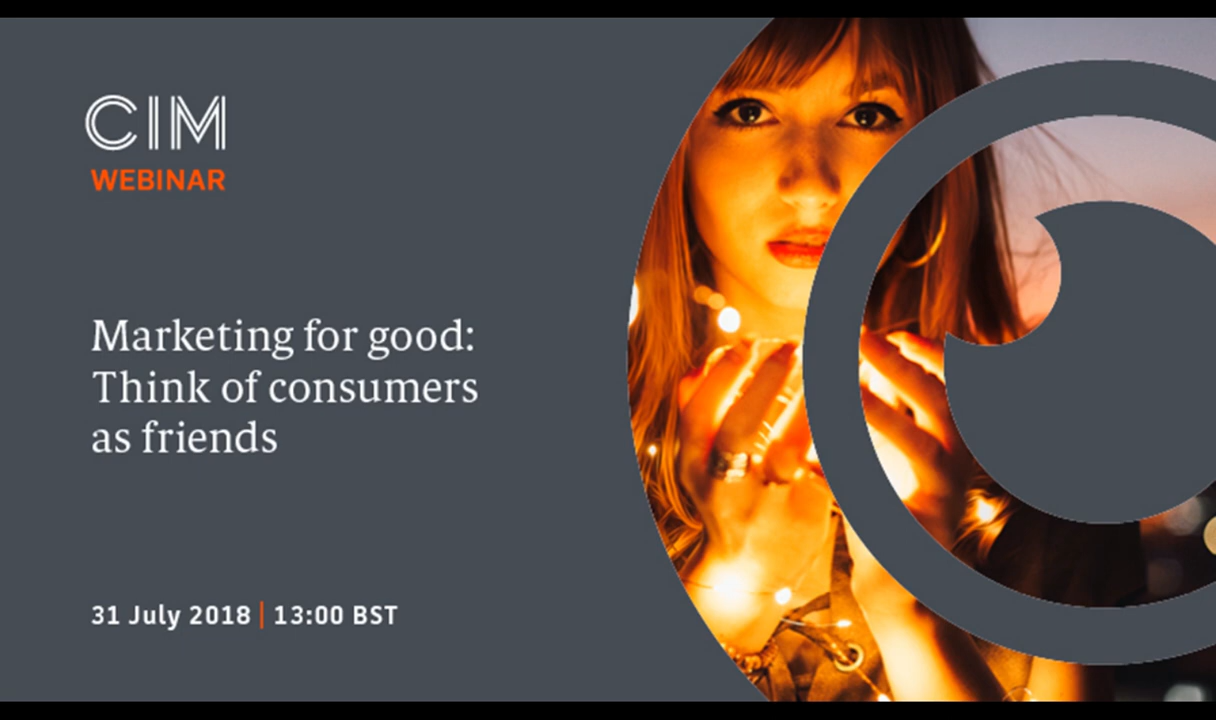 CIM
WEBINAR
Marketing for good:
Think of consumers
as friends
31 July 2018 | 13:00 BST